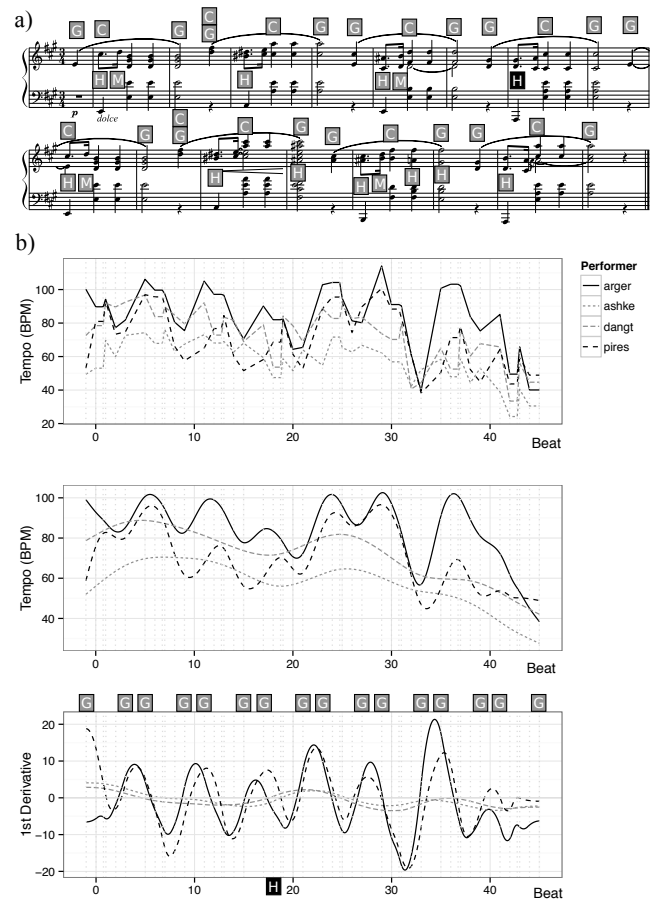 a)
G C G C G C G G C G G C G G
H M H H M H
3 4
p dolce
C G C G C G G G C G G C G
H M H G H M H H H
b)
100
80
60
40
20
Tempo (BPM)
0 10 20 30 40
Beat
Performer
arger
ashke
dangt
pires
100
80
60
40
Tempo (BPM)
0 10 20 30 40
Beat
G G G G G G G G G G G G G G G G
20
10
0
−10
−20
1st Derivative
0 10 H 20 30 40
Beat